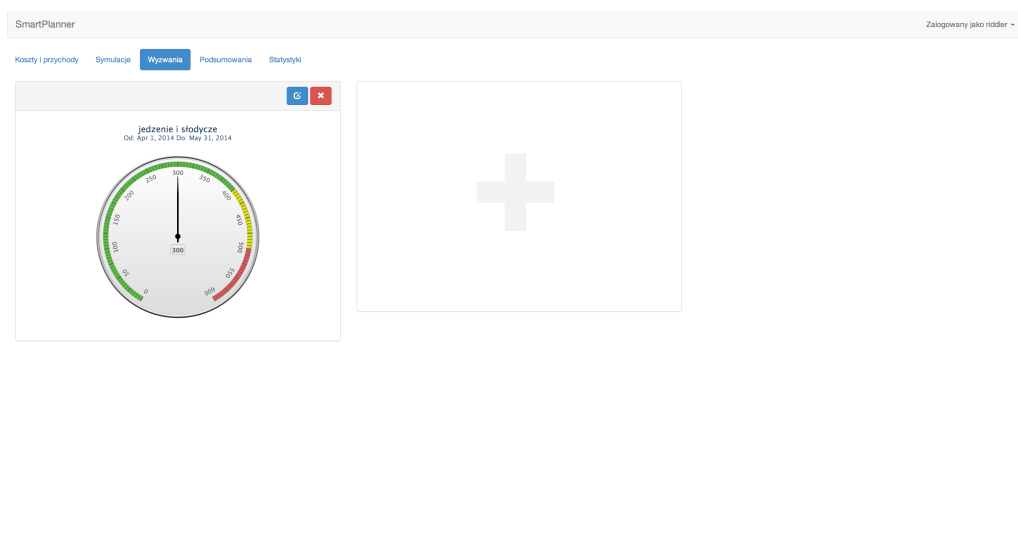 SmartPlanner
Zalogowany jako riddler
Koszty i przychody Symulacje Wyzwania Podsumowania Statystyki
jedzenie i słodycze
Od: Apr 1, 2014 Do: May 31, 2014
0
50
100
150
200
250
300
350
400
450
500
550
600
300